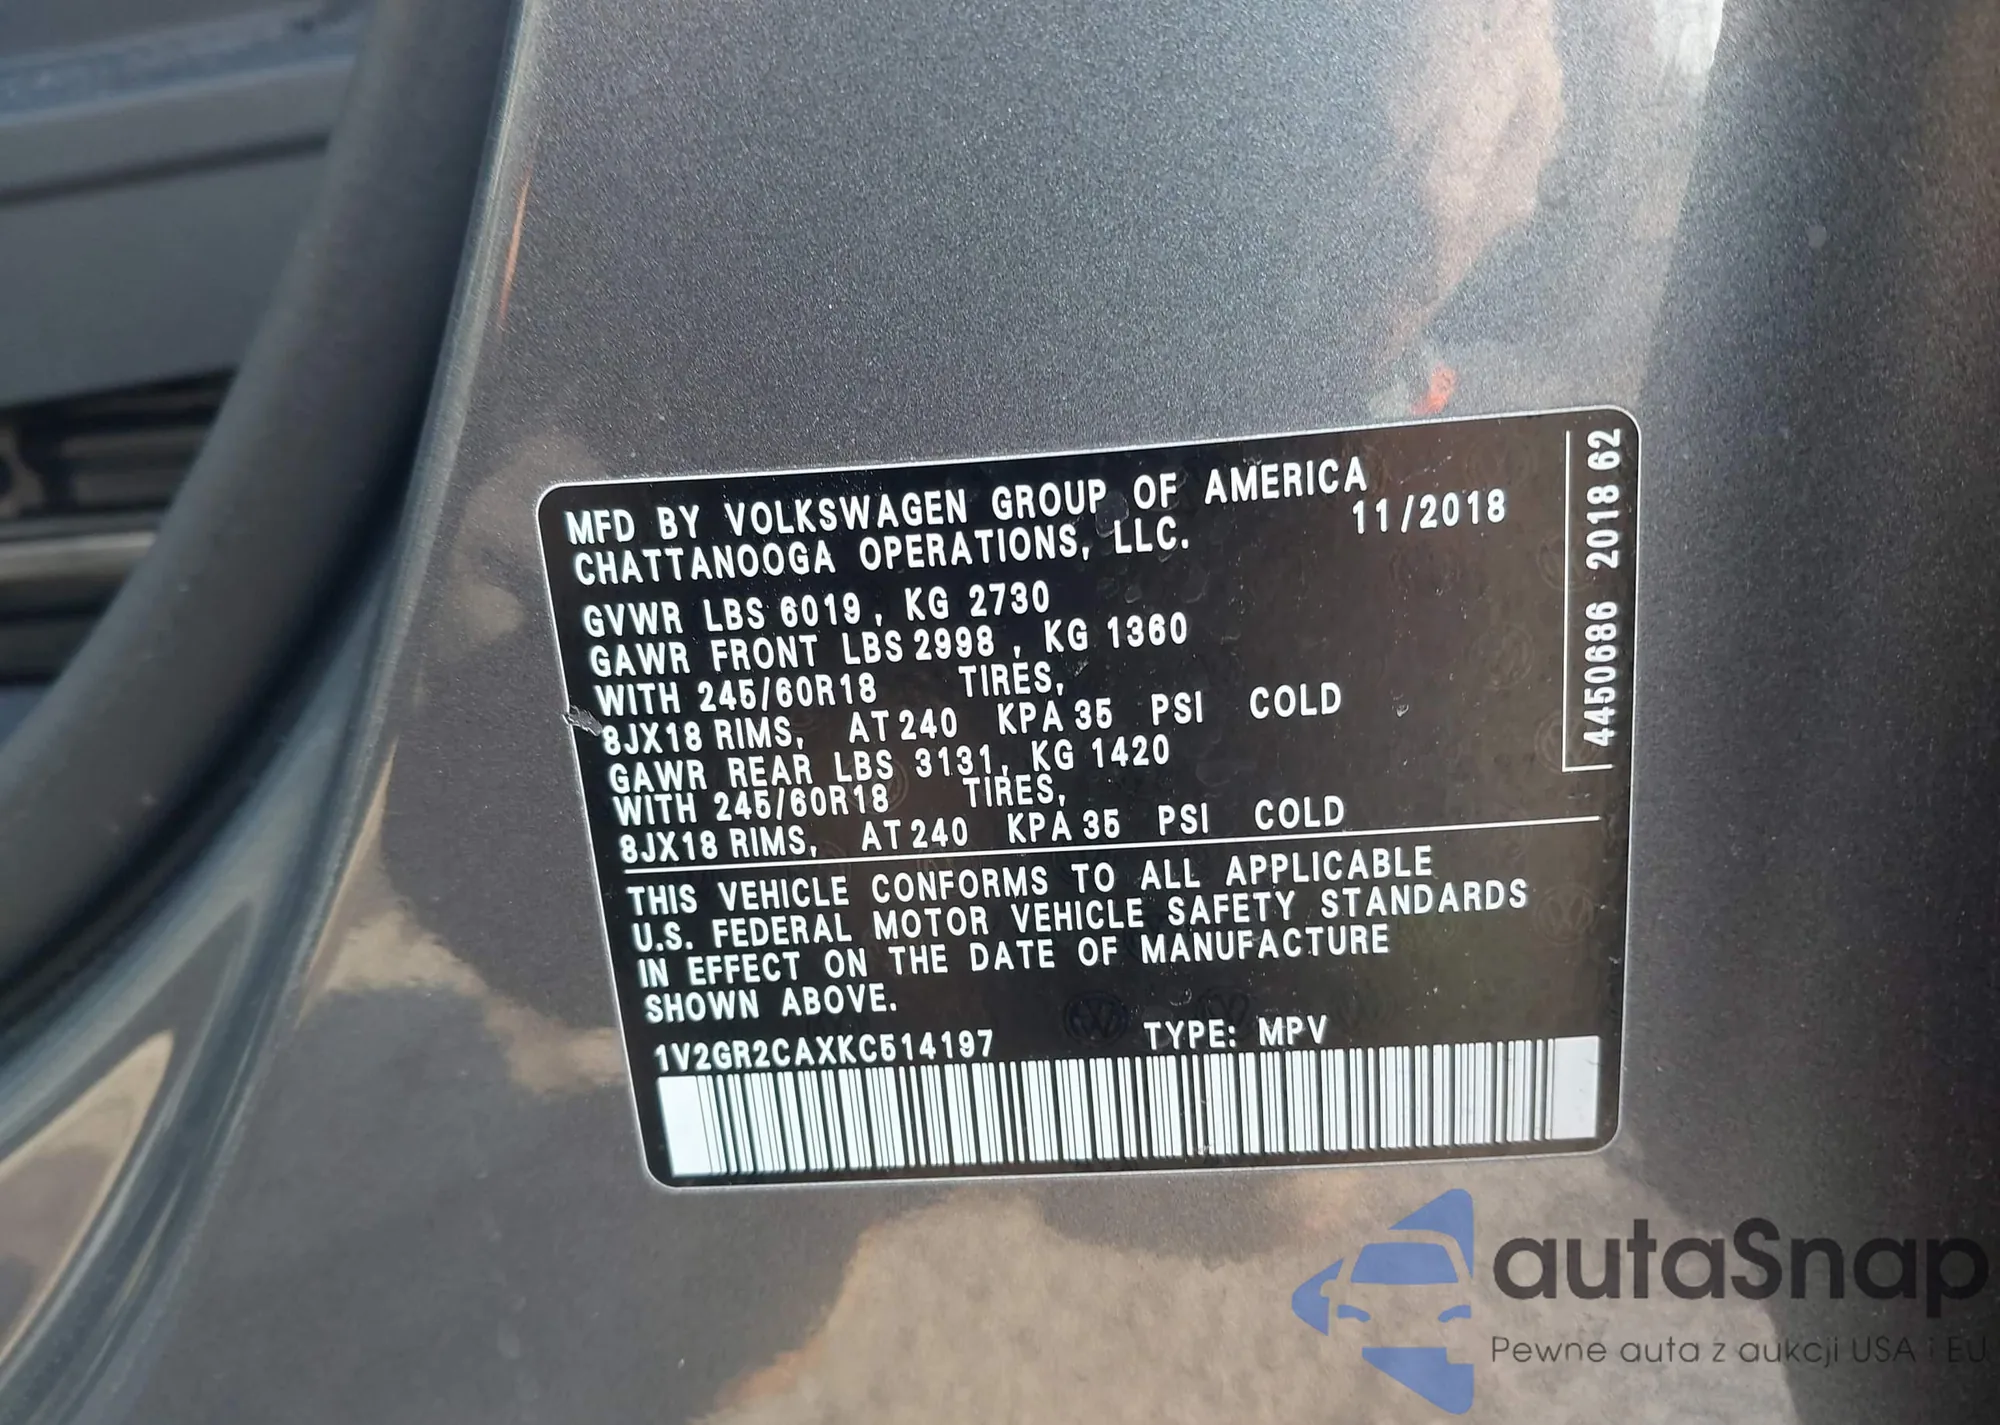 MFD BY VOLKSWAGEN GROUP OF AMERICA
CHATTANOOGA OPERATIONS, LLC.
11/2018
GVWR LBS 6019, KG 2730
GAWR FRONT LBS 2998, KG 1360
WITH 245/60R18 TIRES,
8JX18 RIMS, AT 240 KPA 35 PSI COLD
GAWR REAR LBS 3131, KG 1420
WITH 245/60R18 TIRES,
8JX18 RIMS, AT 240 KPA 35 PSI COLD
THIS VEHICLE CONFORMS TO ALL APPLICABLE
U.S. FEDERAL MOTOR VEHICLE SAFETY STANDARDS
IN EFFECT ON THE DATE OF MANUFACTURE
SHOWN ABOVE.
1V2GR2CAXKC514197 TYPE: MPV
4450686 2018 62
autaSnap
Pewne auta z aukcji USA i EU